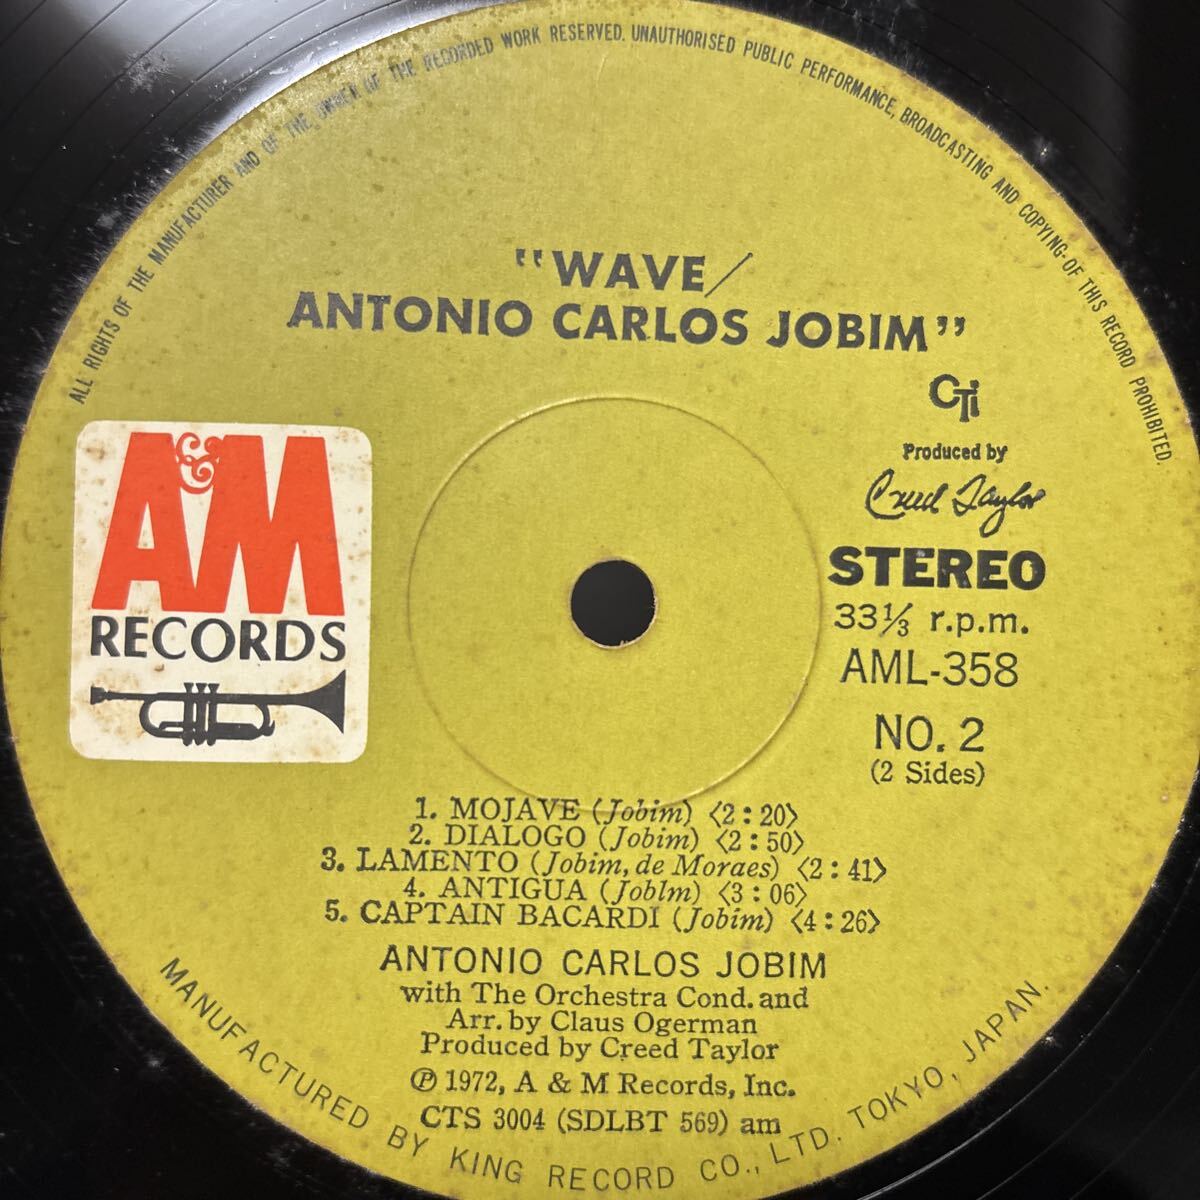 ALL RIGHTS OF THE MANUFACTURER AND OF THE OWNER OF THE RECORDED WORK RESERVED. UNAUTHORISED PUBLIC PERFORMANCE, BROADCASTING AND COPYING OF THIS RECORD PROHIBITED.
"WAVE/
ANTONIO CARLOS JOBIM"
CTi
Produced by
Creed Taylor
A&M
RECORDS
STEREO
33⅓ r.p.m.
AML-358
NO. 2
(2 Sides)
1. MOJAVE (Jobim) 〈2:20〉
2. DIALOGO (Jobim) 〈2:50〉
3. LAMENTO (Jobim, de Moraes) 〈2:41〉
4. ANTIGUA (Joblm) 〈3:06〉
5. CAPTAIN BACARDI (Jobim) 〈4:26〉
ANTONIO CARLOS JOBIM
with The Orchestra Cond. and
Arr. by Claus Ogerman
Produced by Creed Taylor
Ⓟ 1972, A & M Records, Inc.
CTS 3004 (SDLBT 569) am
MANUFACTURED BY KING RECORD CO., LTD. TOKYO, JAPAN.